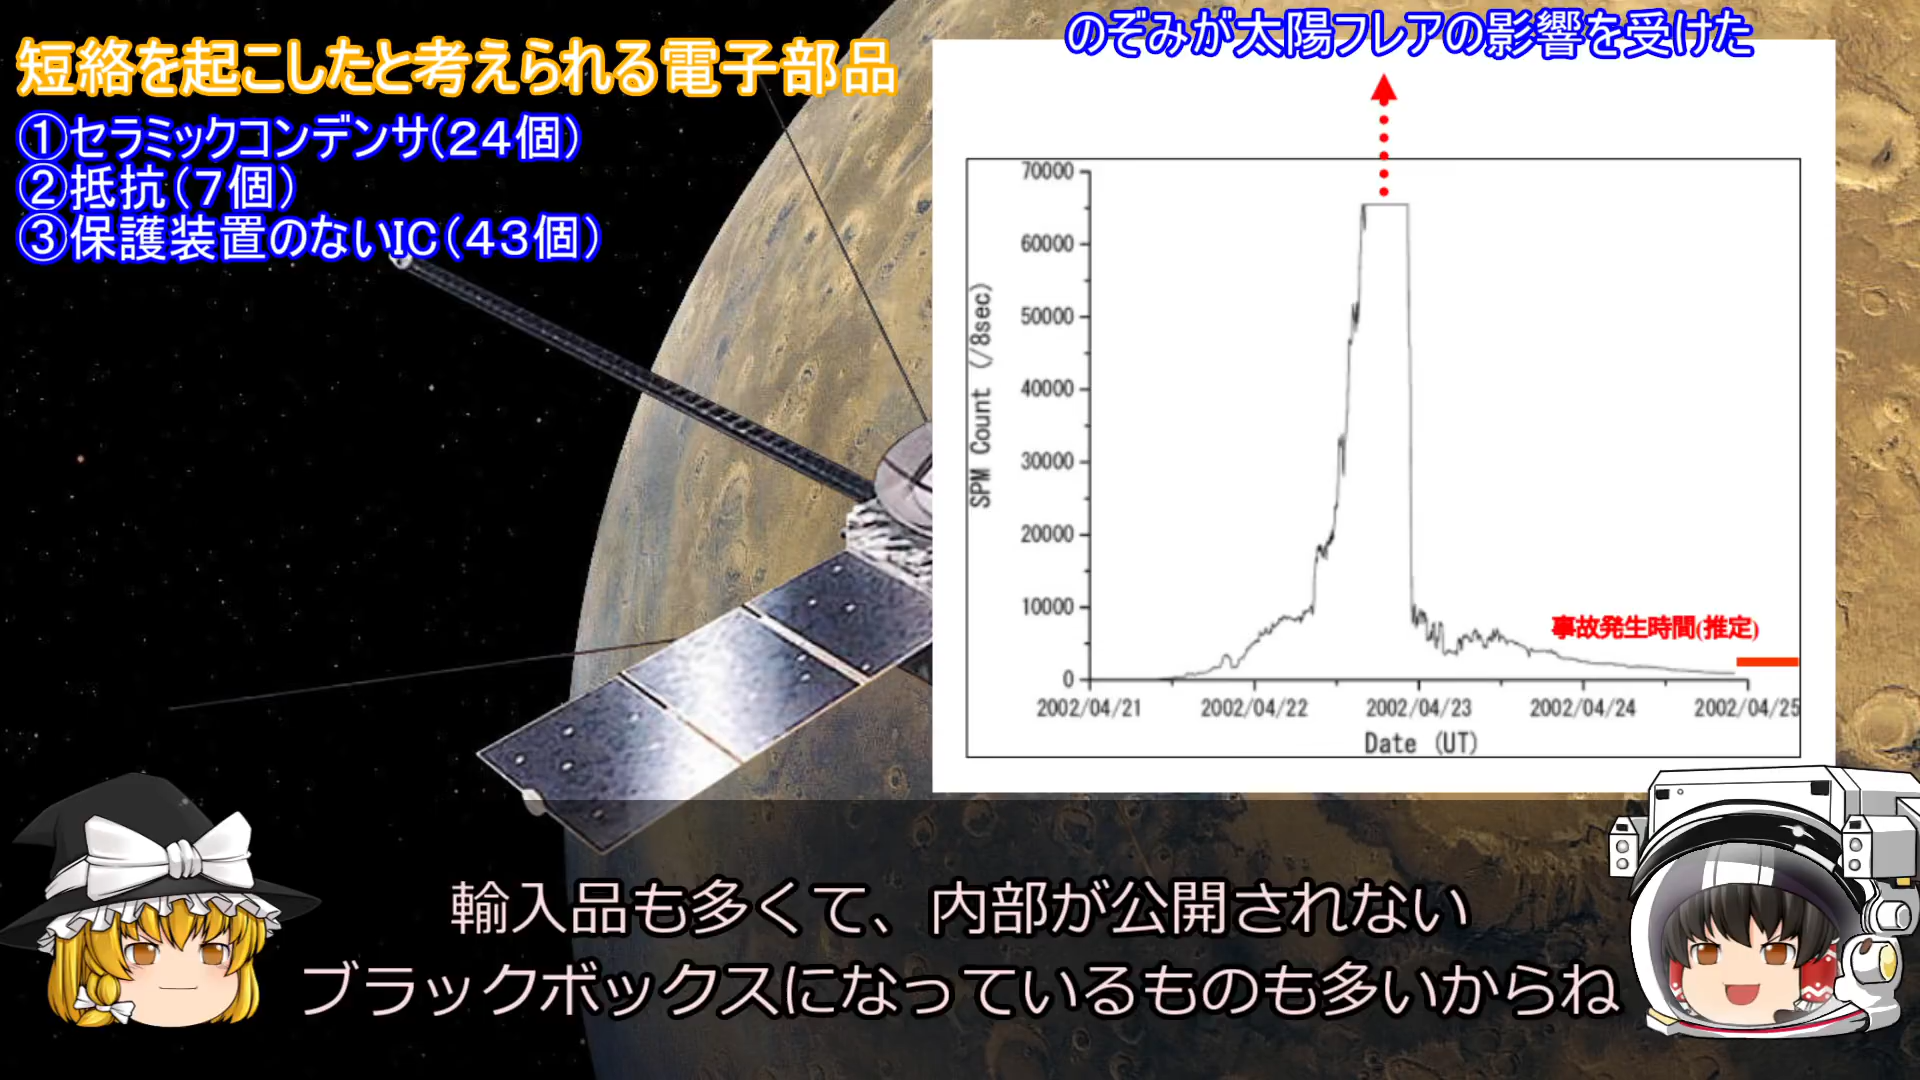 短絡を起こしたと考えられる電子部品
①セラミックコンデンサ(24個)
②抵抗(7個)
③保護装置のないIC(43個)
のぞみが太陽フレアの影響を受けた
70000
60000
50000
40000
30000
20000
10000
0
SPM Count (/8sec)
事故発生時間(推定)
2002/04/21 2002/04/22 2002/04/23 2002/04/24 2002/04/25
Date (UT)
輸入品も多くて、内部が公開されない
ブラックボックスになっているものも多いからね